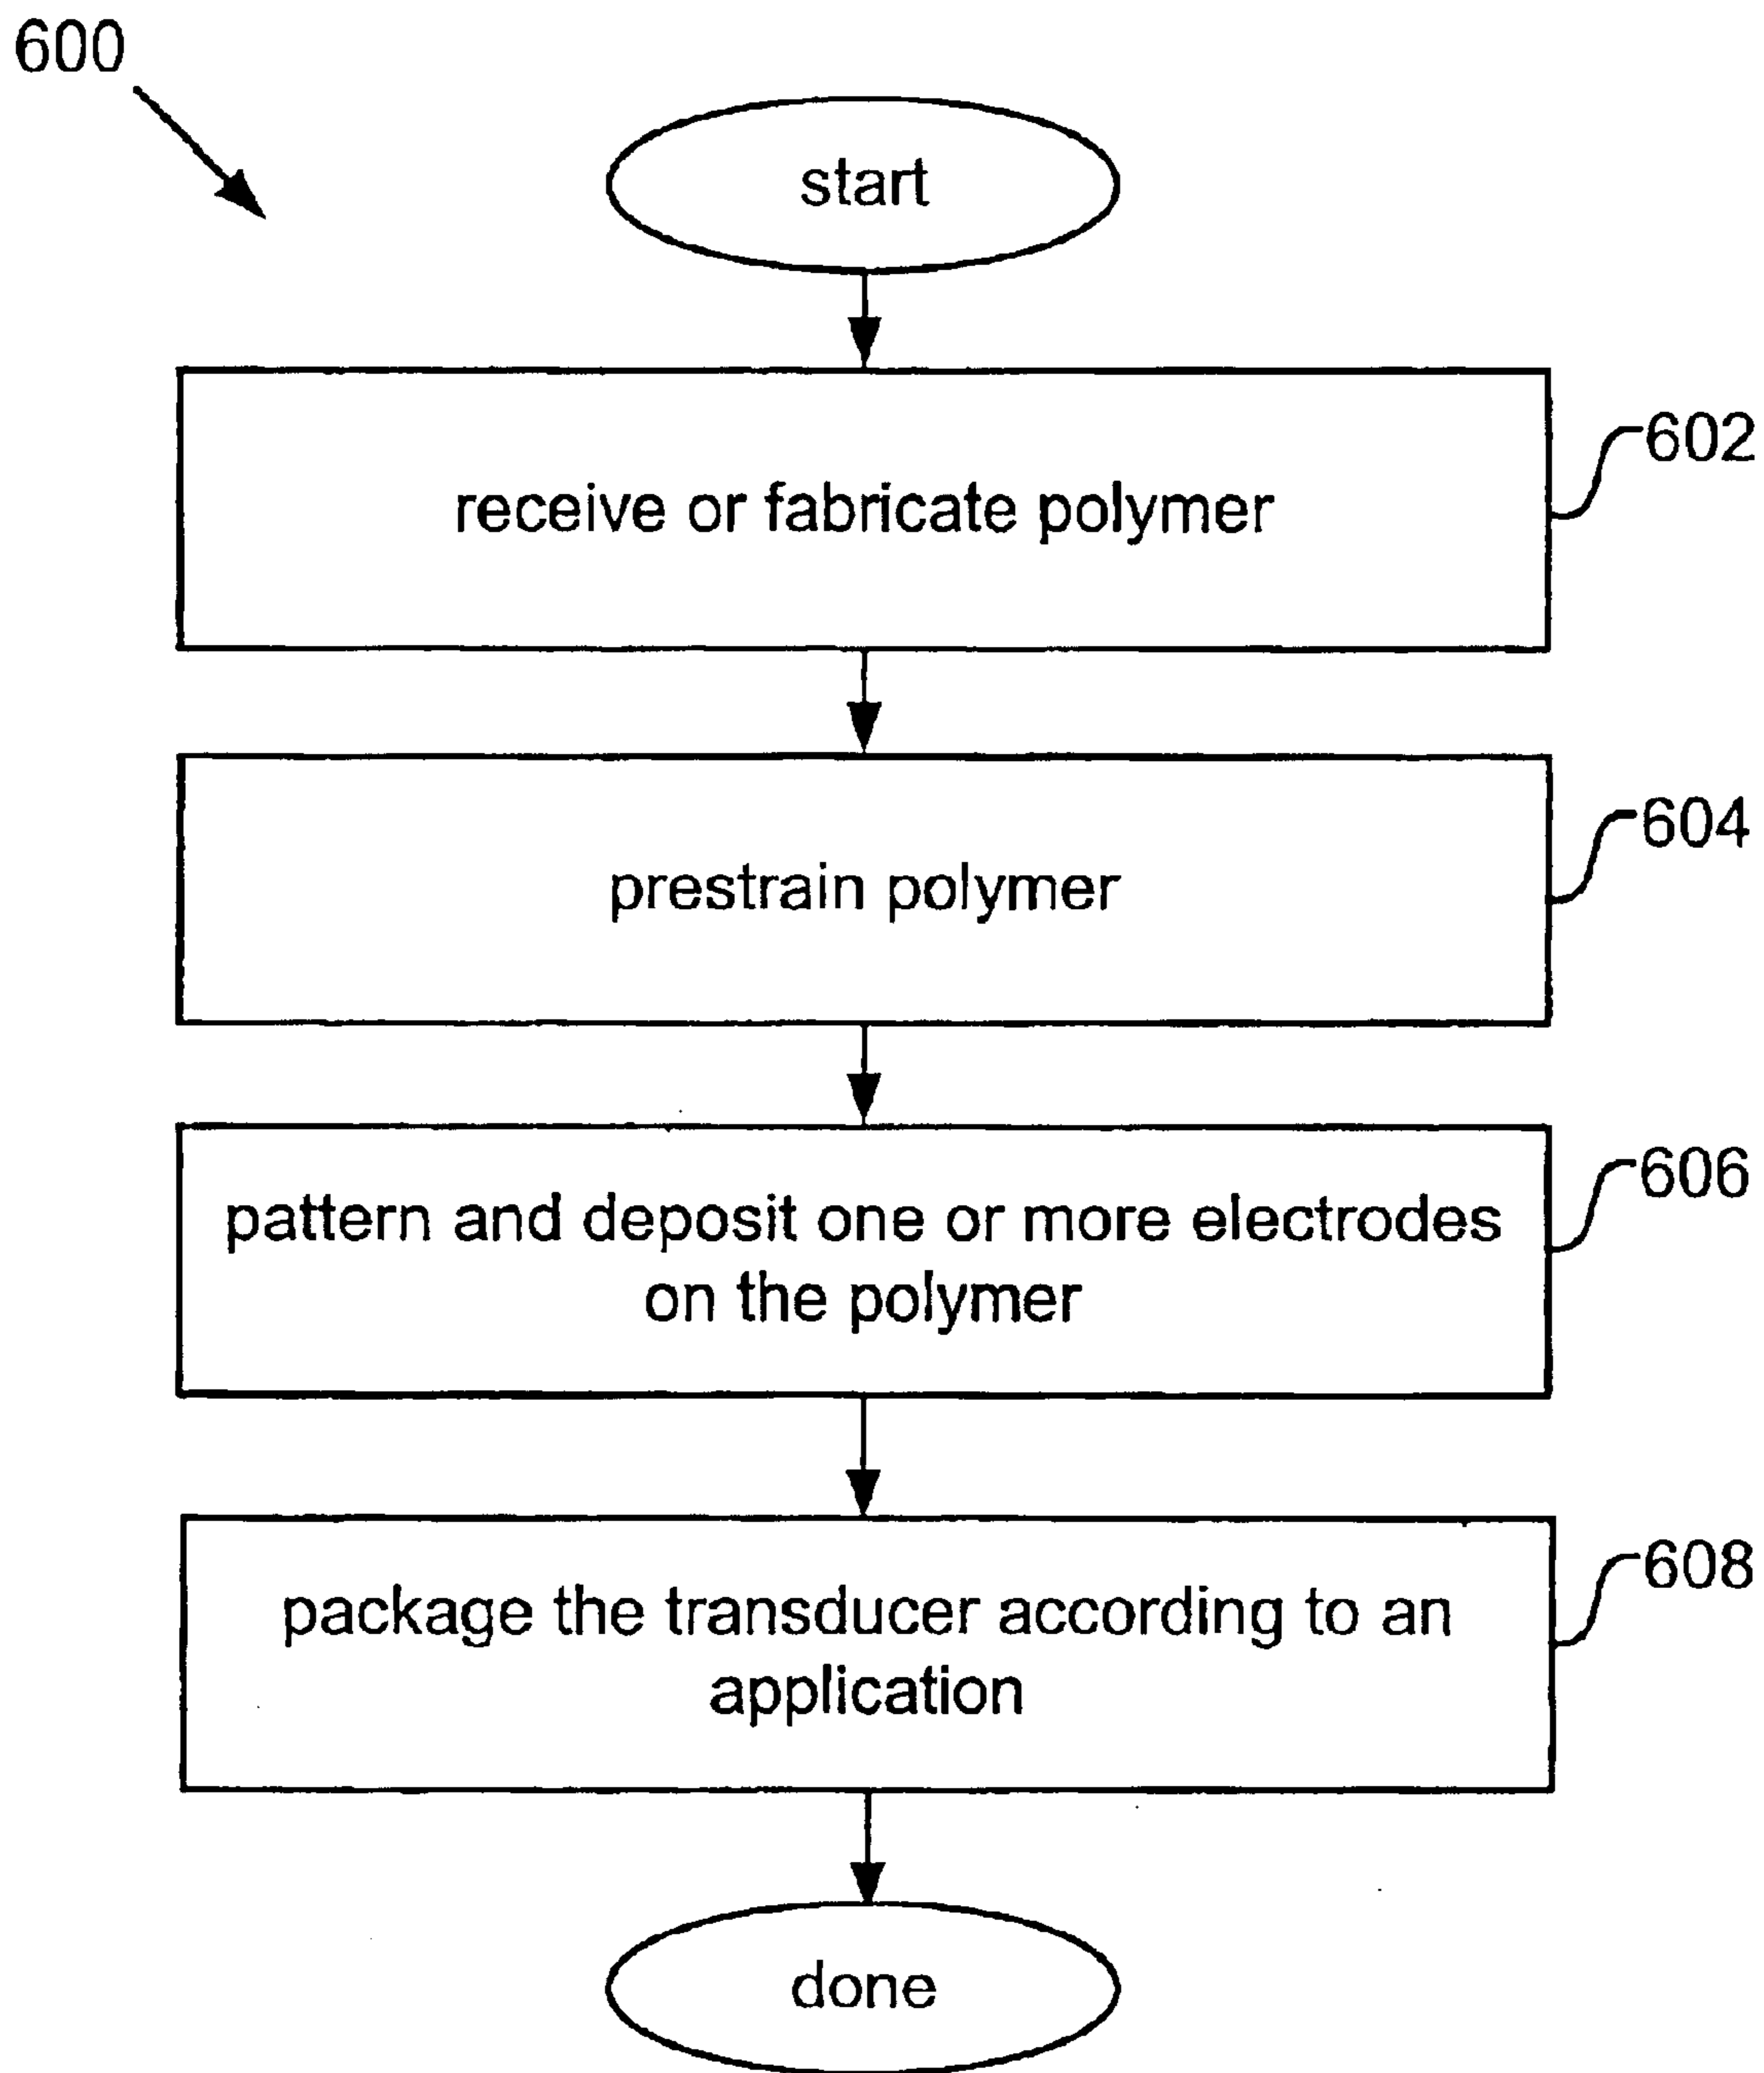 600
start
receive or fabricate polymer
602
prestrain polymer
604
pattern and deposit one or more electrodes
on the polymer
606
package the transducer according to an
application
608
done